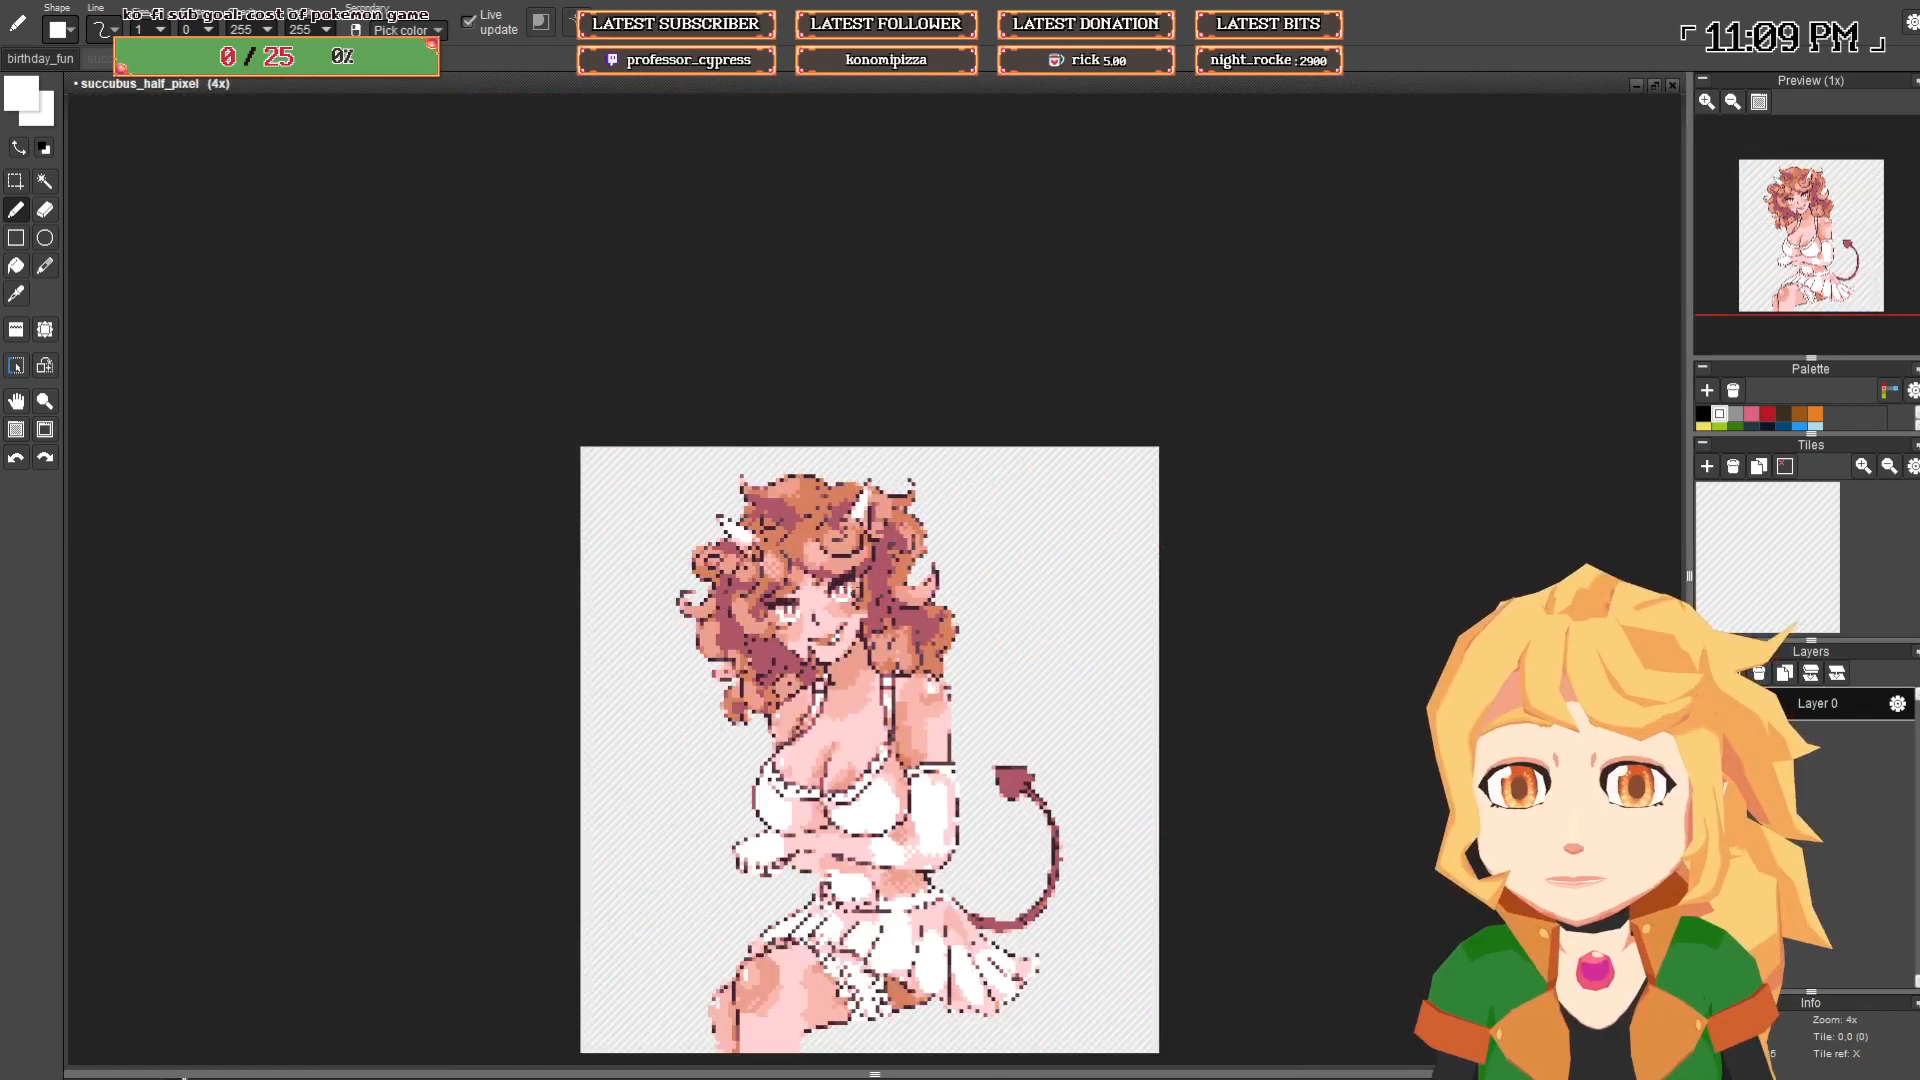 Shape
Line
ko-fi sub goal: cost of pokemon game
1
0
255
255
Pick color
Live
update
0 / 25 0%
LATEST SUBSCRIBER
LATEST FOLLOWER
LATEST DONATION
LATEST BITS
professor_cypress
konomipizza
rick 5.00
night_rocke :2900
11:09 PM
birthday_fun
• succubus_half_pixel (4x)
Preview (1x)
Palette
Tiles
Layers
Layer 0
Info
Zoom: 4x
Tile: 0,0 (0)
Tile ref: X